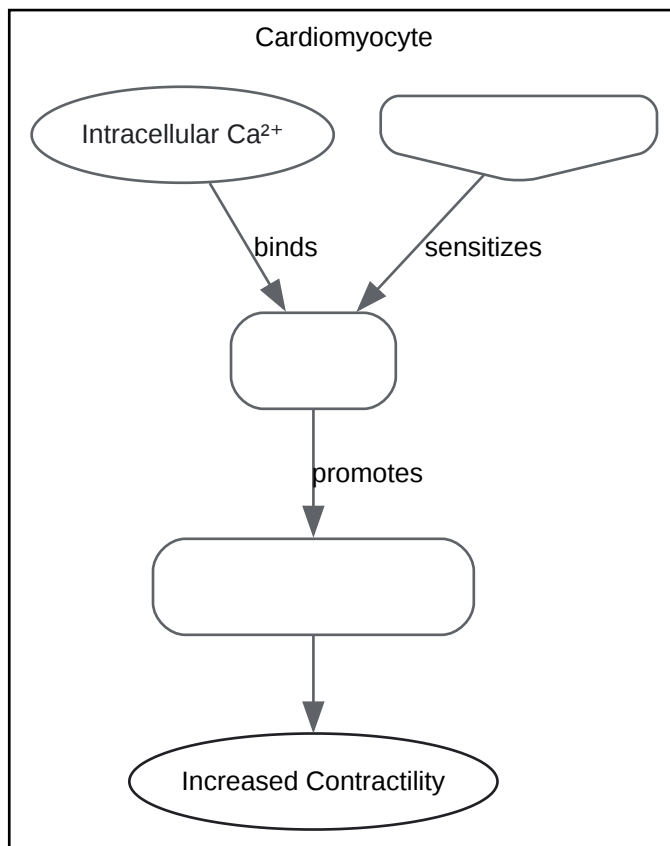 Cardiomyocyte
Intracellular Ca²⁺
binds
sensitizes
promotes
Increased Contractility